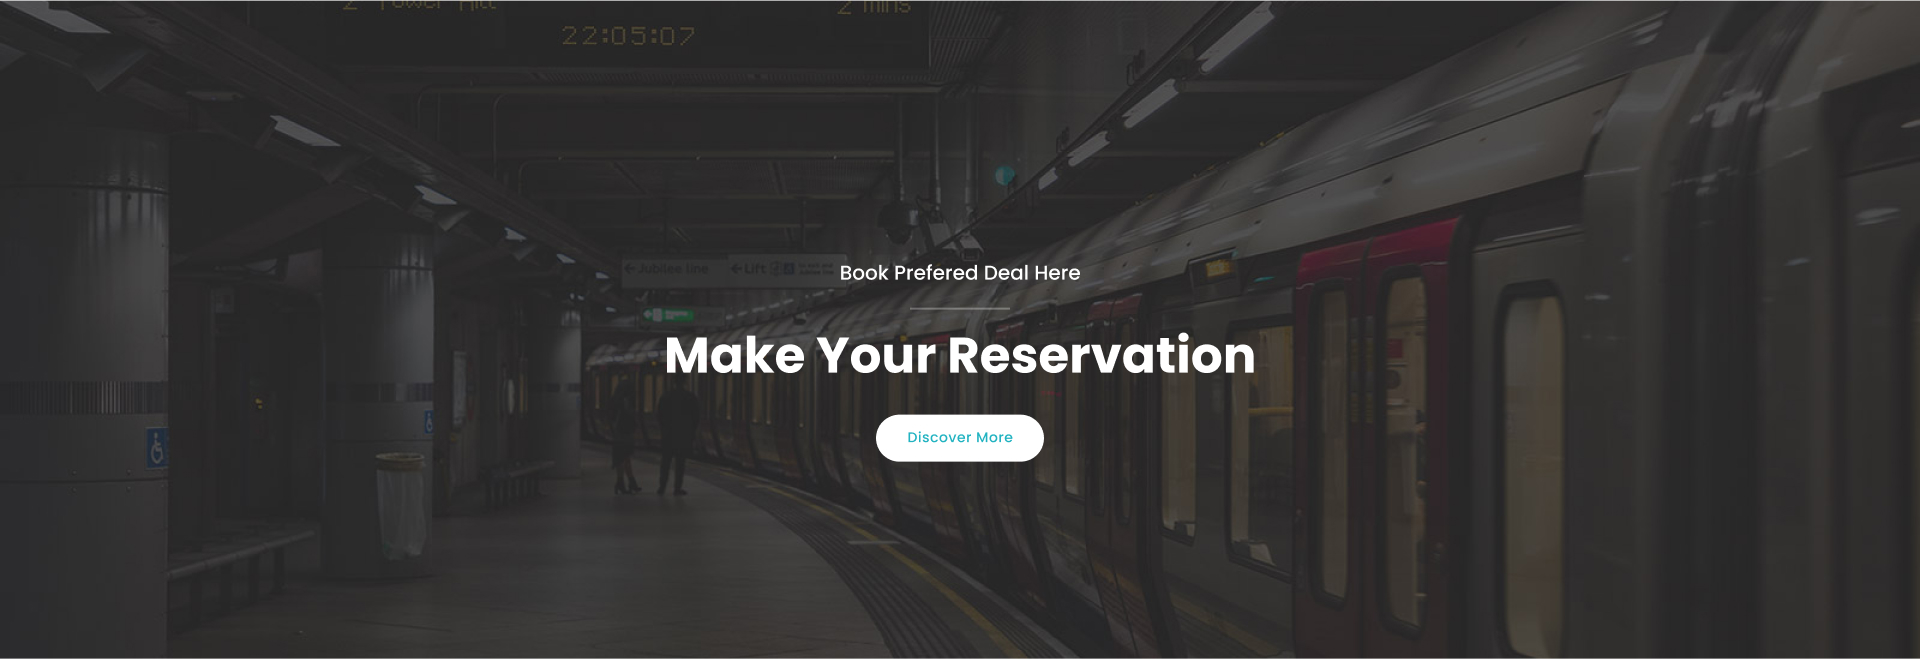 2 Tower Hill 2 mins
22:05:07
← Jubilee line ← Lift
Book Prefered Deal Here
Make Your Reservation
Discover More